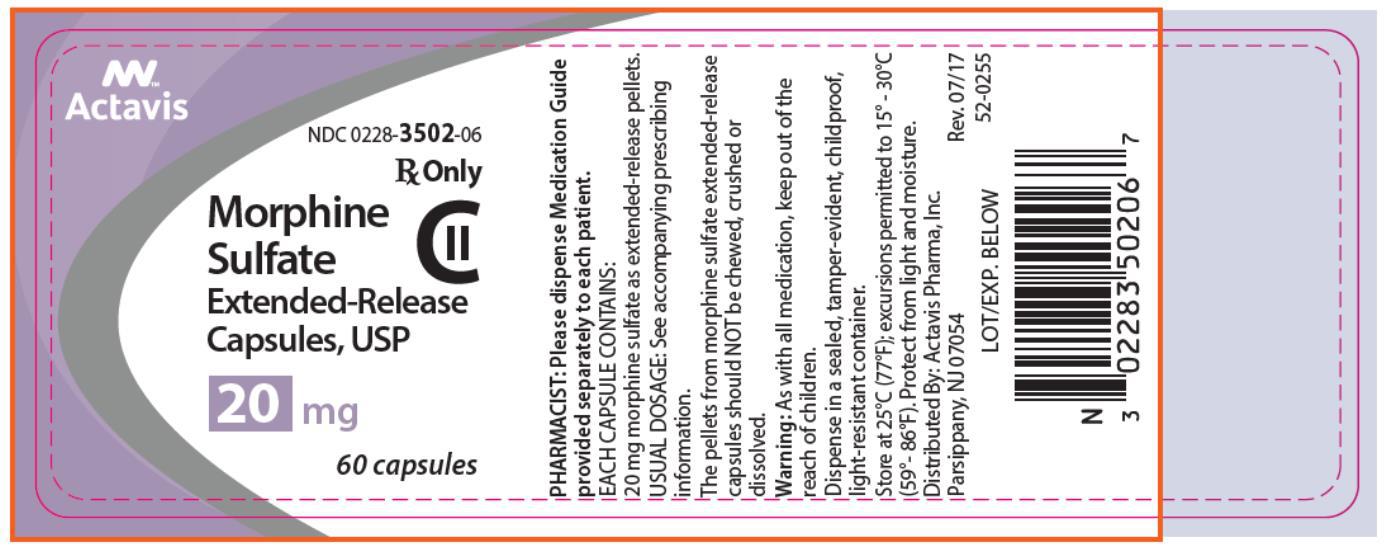 Actavis
NDC 0228-3502-06
Rx Only
Morphine
Sulfate
CII
Extended-Release
Capsules, USP
20 mg
60 capsules
PHARMACIST: Please dispense Medication Guide
provided separately to each patient.
EACH CAPSULE CONTAINS:
20 mg morphine sulfate as extended-release pellets.
USUAL DOSAGE: See accompanying prescribing
information.
The pellets from morphine sulfate extended-release
capsules should NOT be chewed, crushed or
dissolved.
Warning: As with all medication, keep out of the
reach of children.
Dispense in a sealed, tamper-evident, childproof,
light-resistant container.
Store at 25°C (77°F); excursions permitted to 15° - 30°C
(59°- 86°F). Protect from light and moisture.
Distributed By: Actavis Pharma, Inc.
Parsippany, NJ 07054
Rev. 07/17
52-0255
LOT/EXP. BELOW
N
3 02283 50206 7